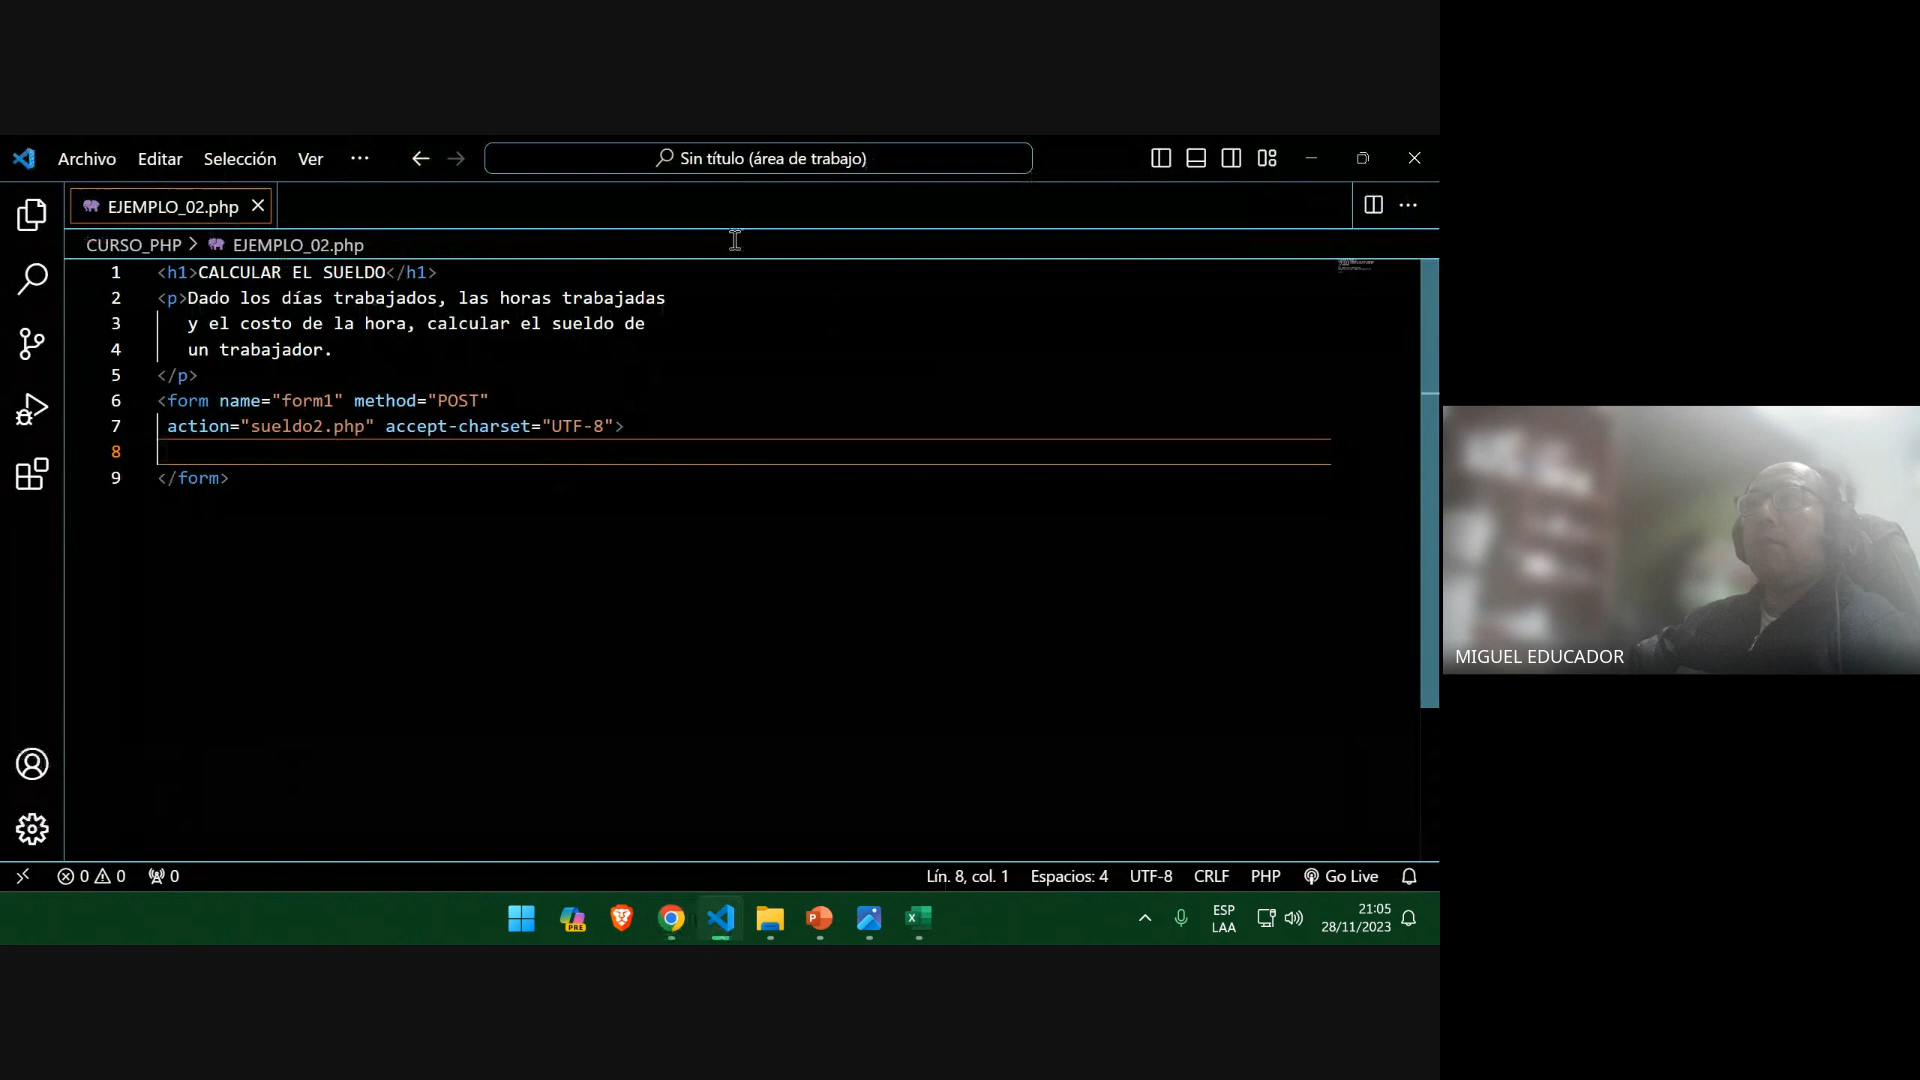 Archivo Editar Selección Ver ··· Sin título (área de trabajo)
EJEMPLO_02.php
CURSO_PHP > EJEMPLO_02.php
1 <h1>CALCULAR EL SUELDO</h1>
2 <p>Dado los días trabajados, las horas trabajadas
3 y el costo de la hora, calcular el sueldo de
4 un trabajador.
5 </p>
6 <form name="form1" method="POST"
7 action="sueldo2.php" accept-charset="UTF-8">
8
9 </form>
MIGUEL EDUCADOR
0 0 0 Lín. 8, col. 1 Espacios: 4 UTF-8 CRLF PHP Go Live
PRE
ESP
LAA
21:05
28/11/2023